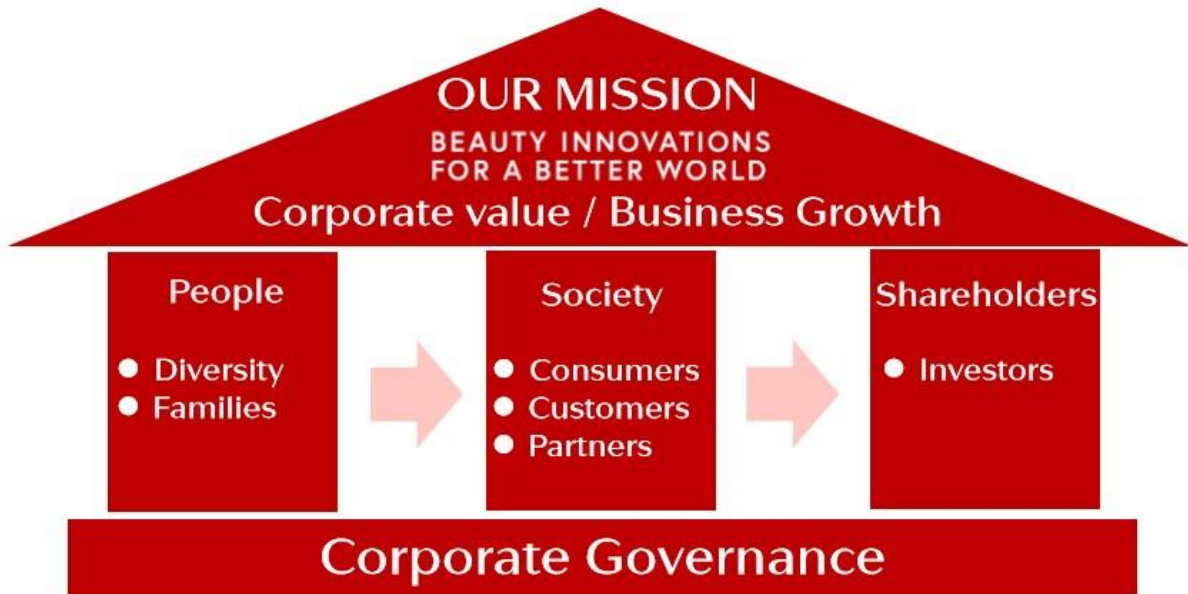 OUR MISSION
BEAUTY INNOVATIONS
FOR A BETTER WORLD
Corporate value / Business Growth
People
● Diversity
● Families
Society
● Consumers
● Customers
● Partners
Shareholders
● Investors
Corporate Governance